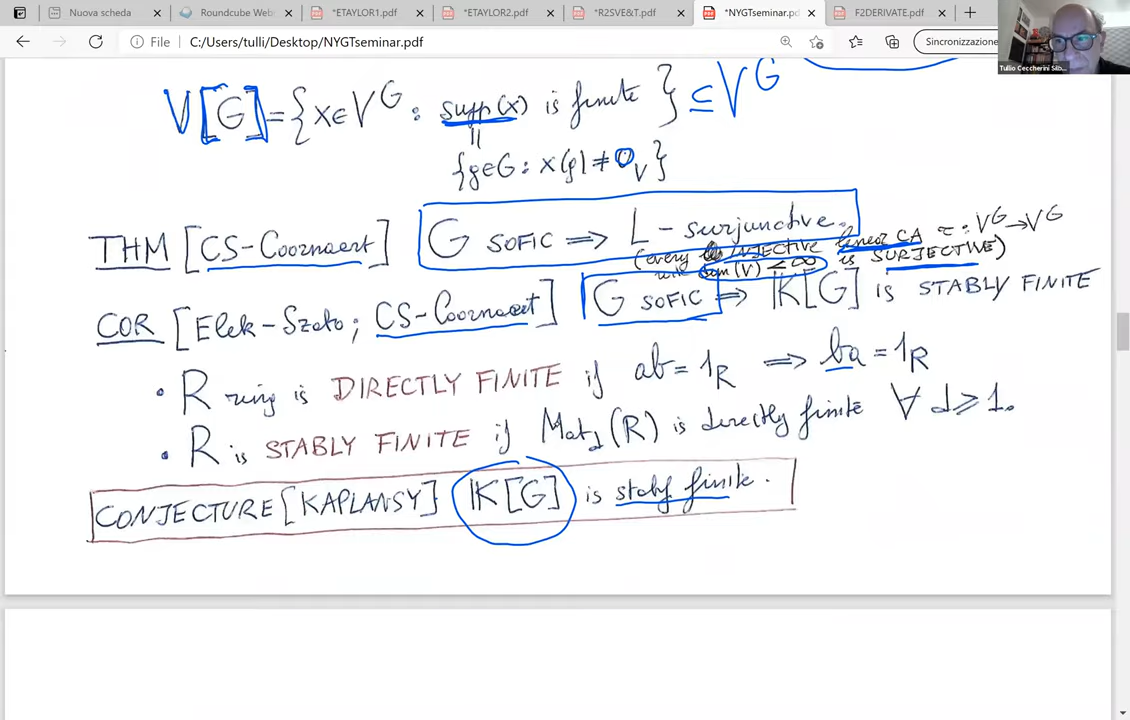 Nuova scheda
Roundcube Web
*ETAYLOR1.pdf
*ETAYLOR2.pdf
*R2SVE&T.pdf
*NYGTseminar.pdf
F2DERIVATE.pdf
File C:/Users/tulli/Desktop/NYGTseminar.pdf
Sincronizzazione
Tullio Ceccherini Silb...
V[G] = {x∈V^G : supp(x) is finite} ⊆ V^G
||
{g∈G : x(g) ≠ 0_V}
THM [CS-Coornaert] G SOFIC ⟹ L-surjunctive
(every INJECTIVE linear CA τ: V^G → V^G
with dim(V) < ∞ is SURJECTIVE)
COR [Elek-Szabo; CS-Coornaert] G SOFIC ⟹ K[G] is STABLY FINITE
• R ring is DIRECTLY FINITE if ab = 1_R ⟹ ba = 1_R
• R is STABLY FINITE if Mat_d(R) is directly finite ∀ d ≥ 1.
CONJECTURE [KAPLANSY] K[G] is stably finite.